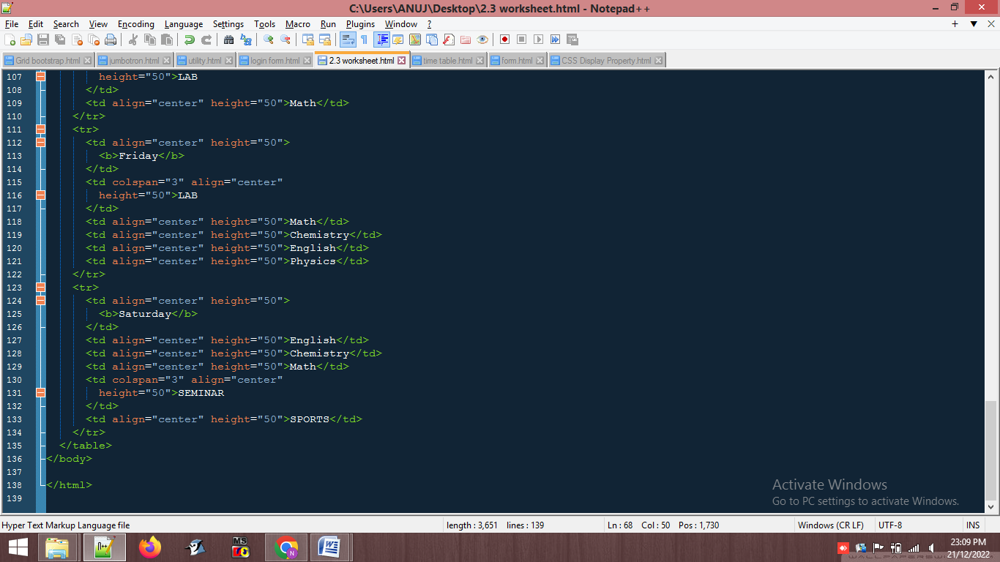 C:\Users\ANUJ\Desktop\2.3 worksheet.html - Notepad++
File Edit Search View Encoding Language Settings Tools Macro Run Plugins Window ?
Grid bootstrap.html jumbotron.html utility.html login form.html 2.3 worksheet.html time table.html form.html CSS Display Property.html
107 height="50">LAB
108 </td>
109 <td align="center" height="50">Math</td>
110 </tr>
111 <tr>
112 <td align="center" height="50">
113 <b>Friday</b>
114 </td>
115 <td colspan="3" align="center"
116 height="50">LAB
117 </td>
118 <td align="center" height="50">Math</td>
119 <td align="center" height="50">Chemistry</td>
120 <td align="center" height="50">English</td>
121 <td align="center" height="50">Physics</td>
122 </tr>
123 <tr>
124 <td align="center" height="50">
125 <b>Saturday</b>
126 </td>
127 <td align="center" height="50">English</td>
128 <td align="center" height="50">Chemistry</td>
129 <td align="center" height="50">Math</td>
130 <td colspan="3" align="center"
131 height="50">SEMINAR
132 </td>
133 <td align="center" height="50">SPORTS</td>
134 </tr>
135 </table>
136 </body>
137
138 </html>
139
Activate Windows
Go to PC settings to activate Windows.
Hyper Text Markup Language file length : 3,651 lines : 139 Ln : 68 Col : 50 Pos : 1,730 Windows (CR LF) UTF-8 INS
MS
N
23:09 PM
21/12/2022